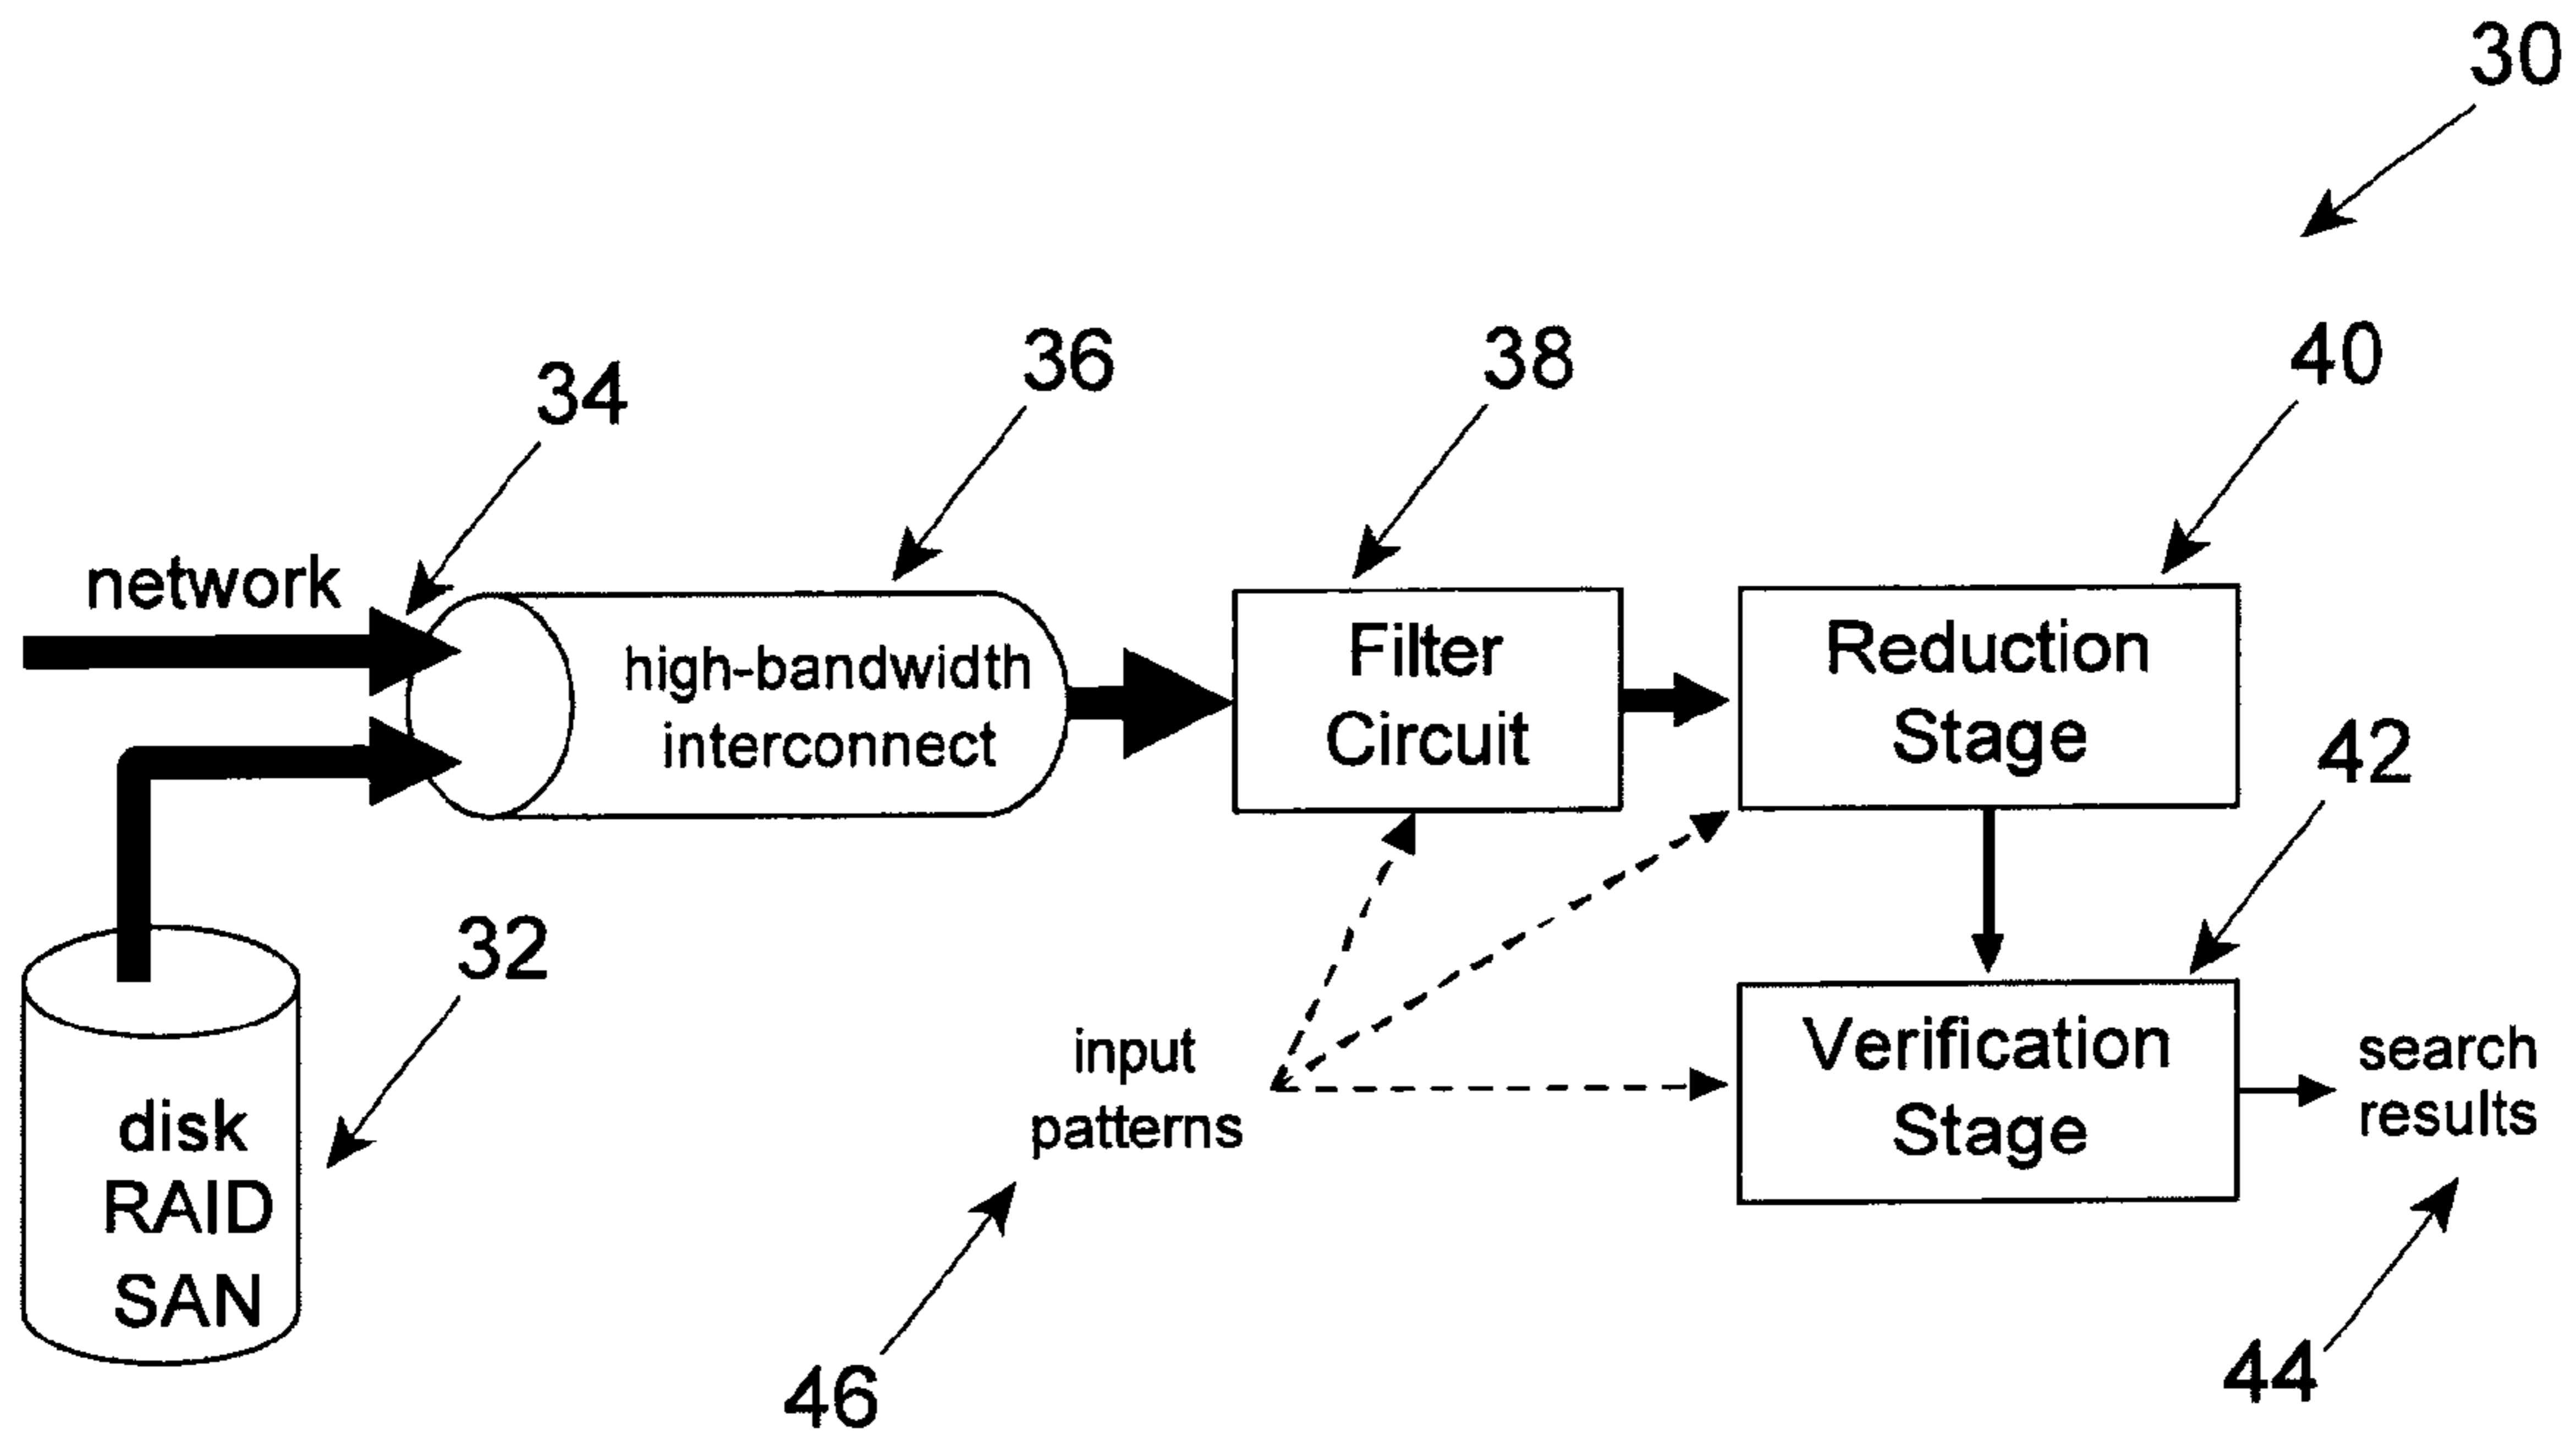 30
34
36
38
40
network
high-bandwidth
interconnect
Filter
Circuit
Reduction
Stage
42
32
disk
RAID
SAN
input
patterns
Verification
Stage
search
results
46
44